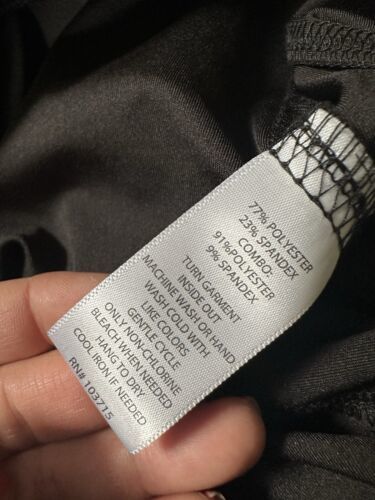 77% POLYESTER
23% SPANDEX
COMBO:
91%POLYESTER
9% SPANDEX
TURN GARMENT
INSIDE OUT
MACHINE WASH OR HAND
WASH COLD WITH
LIKE COLORS
GENTLE CYCLE
ONLY NON-CHLORINE
BLEACH WHEN NEEDED
HANG TO DRY
COOL IRON IF NEEDED
RN# 103715